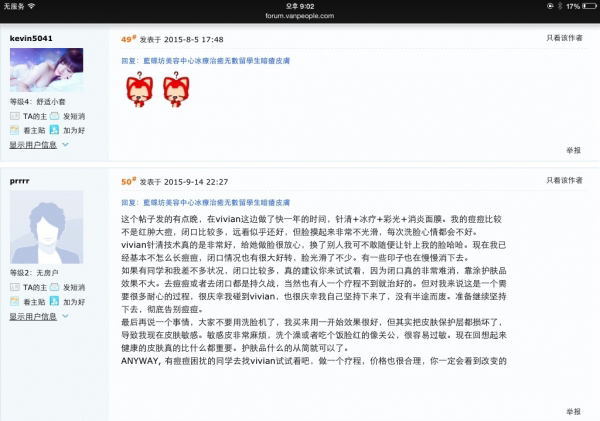 无服务
오후 9:02
17%
forum.vanpeople.com
kevin5041
49# 发表于 2015-8-5 17:48
只看该作者
回复：藍蝶坊美容中心冰療治癒无數留學生暗瘡皮膚
等级4：舒适小套
TA的主 发短消
看主贴 加为好
显示用户信息
举报
prrrr
50# 发表于 2015-9-14 22:27
只看该作者
回复：藍蝶坊美容中心冰療治癒无數留學生暗瘡皮膚
这个帖子发的有点晚，在vivian这边做了快一年的时间，针清+冰疗+彩光+消炎面膜。我的痘痘比较
不是红肿大痘，闭口比较多，远看似乎还好，但脸摸起来非常不光滑，每次洗脸心情都会不好。
vivian针清技术真的是非常好，给她做脸很放心，换了别人我可不敢随便让针上我的脸哈哈。现在我已
经基本不怎么长痘痘，闭口情况也有很大好转，脸光滑了不少。有一些印子也在慢慢消下去。
如果有同学和我差不多状况，闭口比较多，真的建议你来试试看，因为闭口真的非常难消，靠涂护肤品
效果不大。去痘痘或者去闭口都是持久战，当然也有人一个疗程不到就治好的。但对我来说这是一个需
要很多耐心的过程，很庆幸我碰到vivian，也很庆幸我自己坚持下来了，没有半途而废。准备继续坚持
下去，彻底告别痘痘。
最后再说一个事情，大家不要用洗脸机了，我买来用一开始效果很好，但其实把皮肤保护层都损坏了，
导致我现在皮肤敏感。敏感皮非常麻烦，洗个澡或者吃个饭脸红的像关公，很容易过敏。现在回想起来
健康的皮肤真的比什么都重要。护肤品什么的从简就可以了。
ANYWAY, 有痘痘困扰的同学去找vivian试试看吧，做一个疗程，价格也很合理，你一定会看到改变的
等级2：无房户
TA的主 发短消
看主贴 加为好
显示用户信息
举报